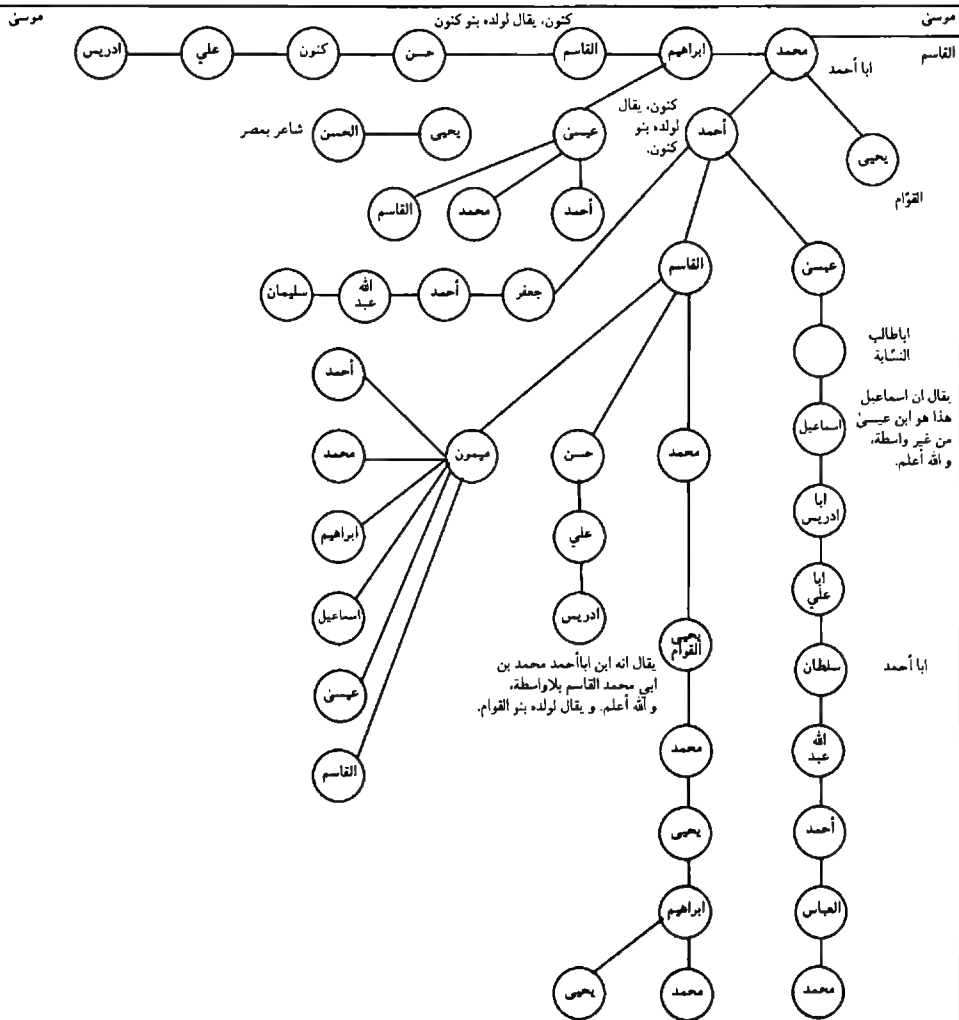 موسىٰ
كنون، يقال لولده بنو كنون
موسىٰ
القاسم
محمد
ابراهيم
القاسم
حسن
كنون
علي
ادريس
ابا أحمد
كنون، يقال
لولده بنو
كنون.
أحمد
عيسىٰ
يحيى
الحسن
شاعر بمصر
يحيى
القوّام
أحمد
محمد
القاسم
عيسىٰ
القاسم
جعفر
أحمد
عبد الله
سليمان
اباطالب
النسّابة
يقال ان اسماعيل
هذا هو ابن عيسىٰ
من غير واسطة،
و الله أعلم.
اسماعيل
أحمد
محمد
حسن
ميمون
محمد
ابا
ادريس
علي
ابراهيم
ابا
علي
ادريس
اسماعيل
يحيى
القوام
سلطان
ابا أحمد
يقال انه ابن اباأحمد محمد بن
ابي محمد القاسم بلاواسطة،
و الله أعلم. و يقال لولده بنو القوام.
عيسىٰ
عبد الله
محمد
القاسم
أحمد
يحيى
العباس
ابراهيم
محمد
محمد
يحيى